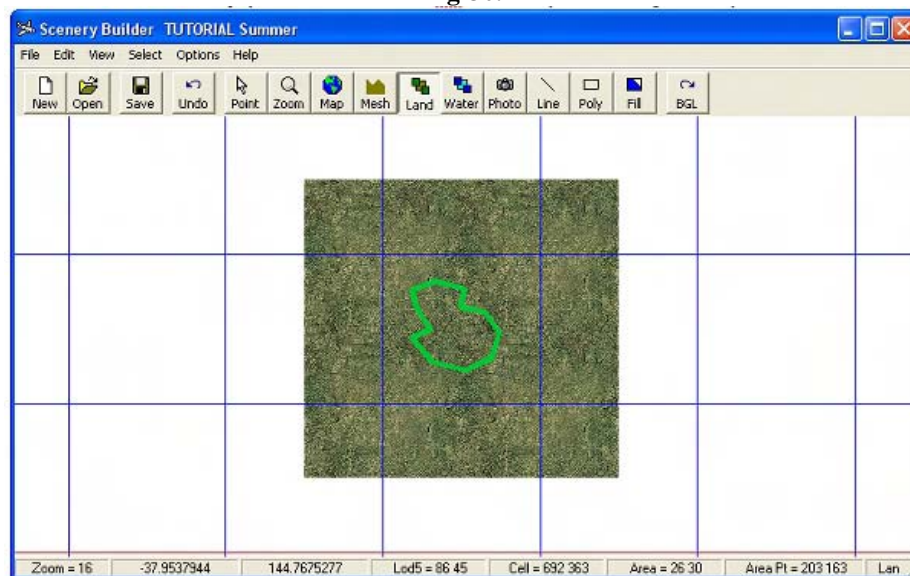 Scenery Builder TUTORIAL Summer
File Edit View Select Options Help
New Open Save Undo Point Zoom Map Mesh Land Water Photo Line Poly Fill BGL
Zoom = 16 -37.9537944 144.7675277 Lod5 = 86 45 Cell = 692 363 Area = 26 30 Area Pt = 203 163 Lan